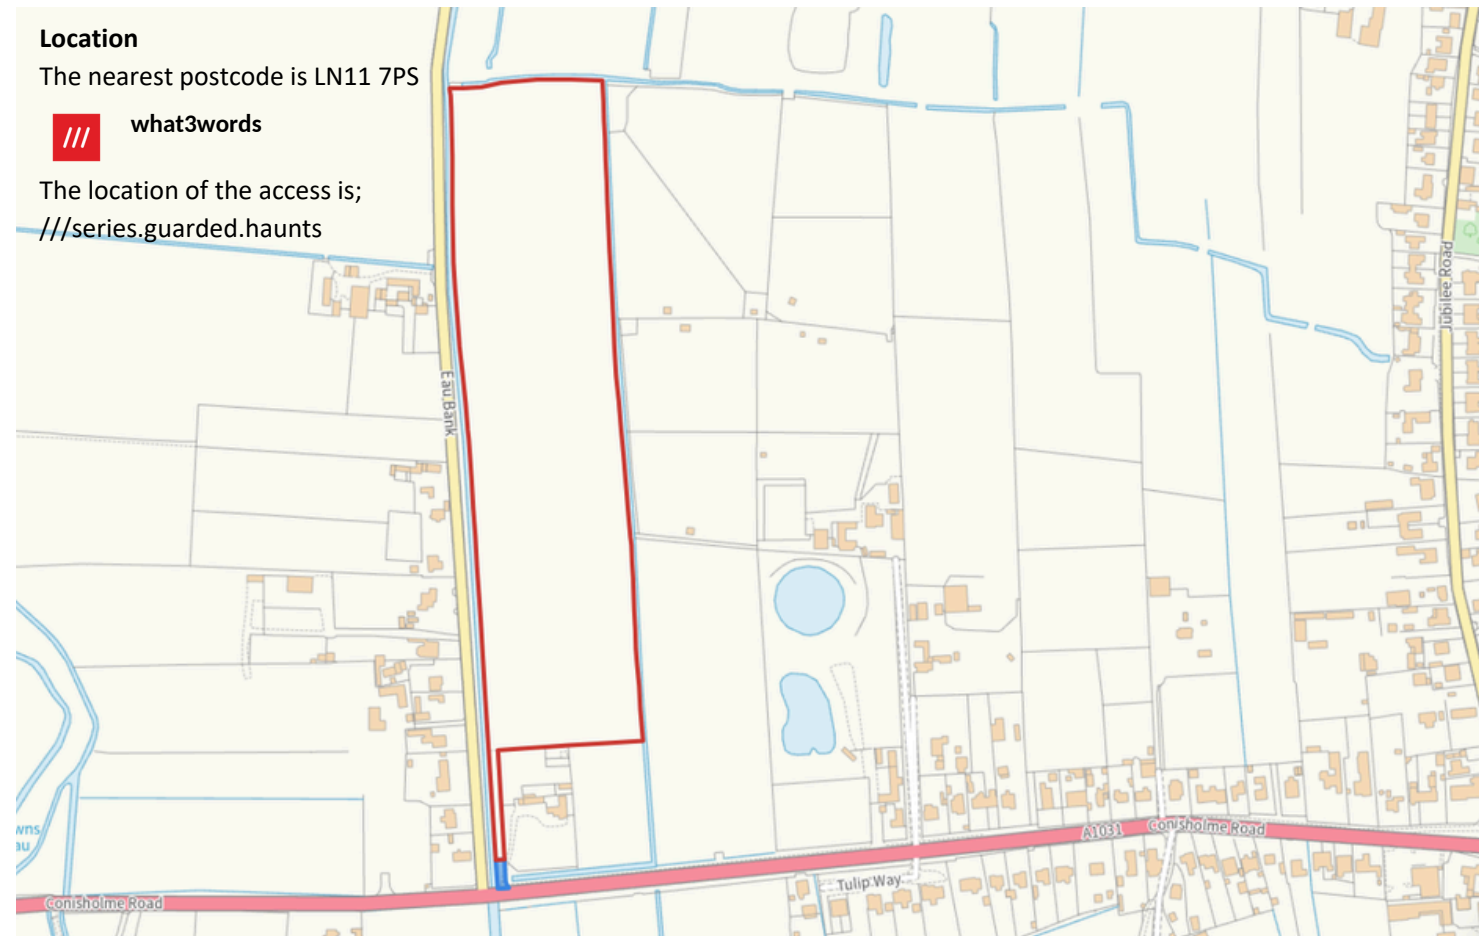 Location
The nearest postcode is LN11 7PS
what3words
The location of the access is;
///series.guarded.haunts
Jubilee Road
Eau Bank
A1031
Conisholme Road
Tulip Way
Conisholme Road